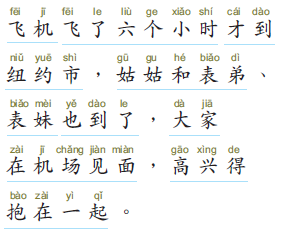 fēi jī fēi le liù ge xiǎo shí cái dào
飞机飞了六个小时才到
niǔ yuē shì gū gu hé biǎo dì
纽约市，姑姑和表弟、
biǎo mèi yě dào le dà jiā
表妹也到了，大家
zài jī chǎng jiàn miàn gāo xìng de
在机场见面，高兴得
bào zài yì qǐ
抱在一起。